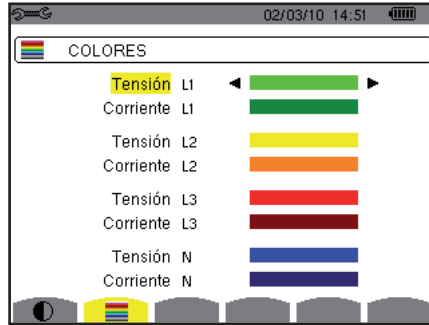 02/03/10 14:51
COLORES
Tensión L1
Corriente L1
Tensión L2
Corriente L2
Tensión L3
Corriente L3
Tensión N
Corriente N